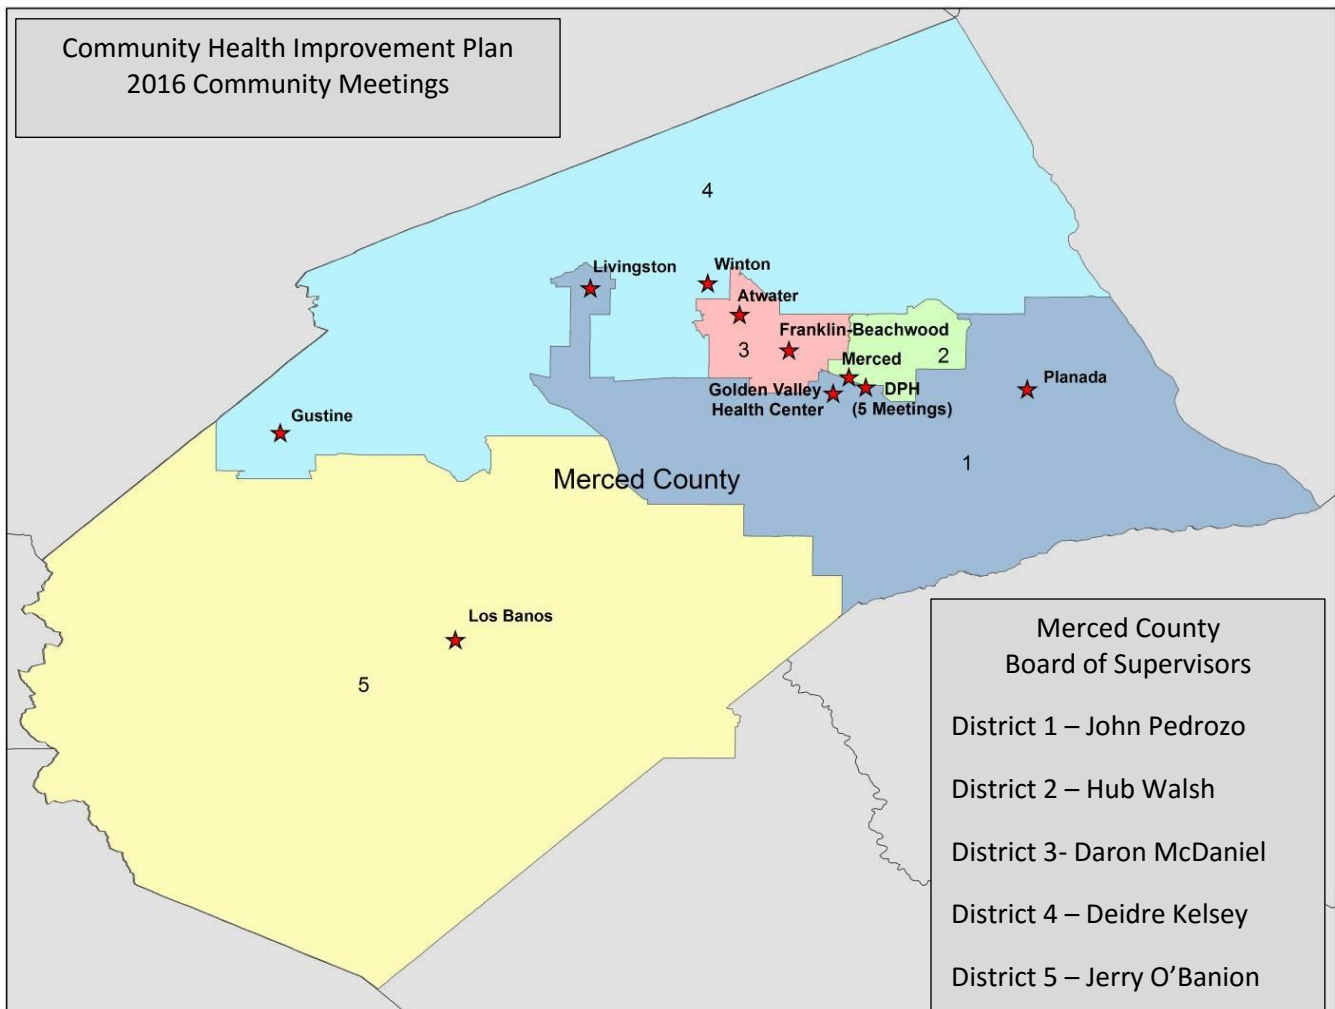 Community Health Improvement Plan
2016 Community Meetings
4
Livingston
Winton
Atwater
Franklin-Beachwood
3
2
Merced
Golden Valley
Health Center
DPH
(5 Meetings)
Planada
Gustine
1
Merced County
Los Banos
5
Merced County
Board of Supervisors
District 1 – John Pedrozo
District 2 – Hub Walsh
District 3- Daron McDaniel
District 4 – Deidre Kelsey
District 5 – Jerry O’Banion